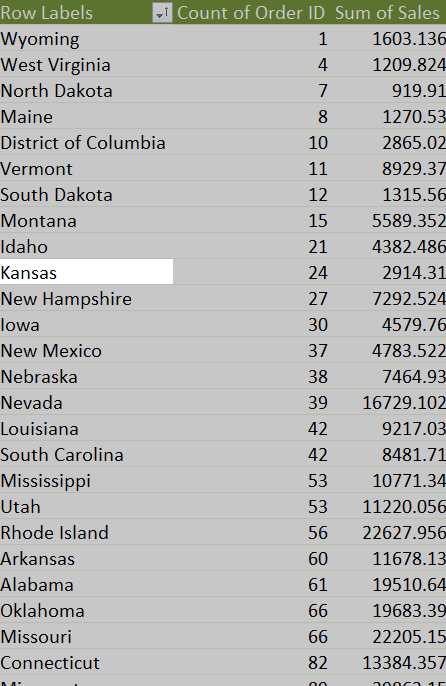 Row Labels Count of Order ID Sum of Sales
Wyoming 1 1603.136
West Virginia 4 1209.824
North Dakota 7 919.91
Maine 8 1270.53
District of Columbia 10 2865.02
Vermont 11 8929.37
South Dakota 12 1315.56
Montana 15 5589.352
Idaho 21 4382.486
Kansas 24 2914.31
New Hampshire 27 7292.524
Iowa 30 4579.76
New Mexico 37 4783.522
Nebraska 38 7464.93
Nevada 39 16729.102
Louisiana 42 9217.03
South Carolina 42 8481.71
Mississippi 53 10771.34
Utah 53 11220.056
Rhode Island 56 22627.956
Arkansas 60 11678.13
Alabama 61 19510.64
Oklahoma 66 19683.39
Missouri 66 22205.15
Connecticut 82 13384.357